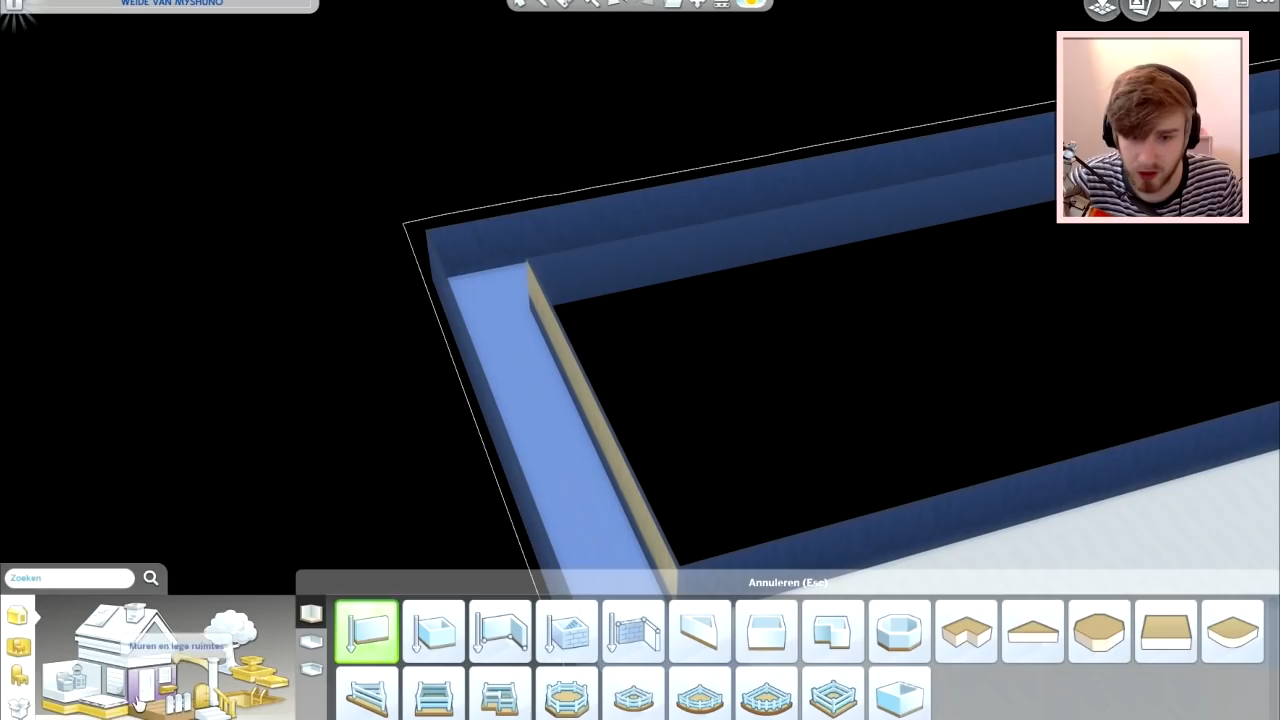 WEIDE VAN MYSHUNO
Annuleren (Esc)
Zoeken
Muren en lege ruimtes